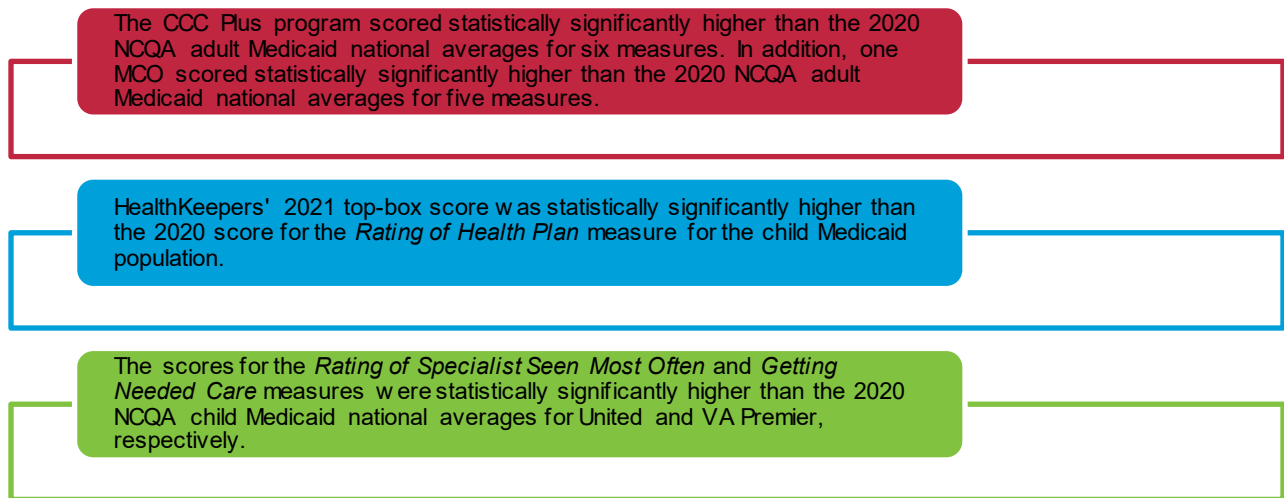 The CCC Plus program scored statistically significantly higher than the 2020
NCQA adult Medicaid national averages for six measures. In addition, one
MCO scored statistically significantly higher than the 2020 NCQA adult
Medicaid national averages for five measures.
HealthKeepers' 2021 top-box score was statistically significantly higher than
the 2020 score for the Rating of Health Plan measure for the child Medicaid
population.
The scores for the Rating of Specialist Seen Most Often and Getting
Needed Care measures were statistically significantly higher than the 2020
NCQA child Medicaid national averages for United and VA Premier,
respectively.